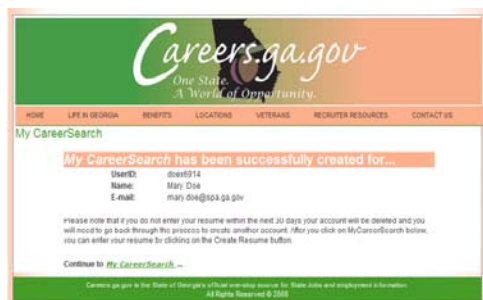 Careers.ga.gov
One State.
A World of Opportunity.
HOME LIFE IN GEORGIA BENEFITS LOCATIONS VETERANS RECRUITER RESOURCES CONTACT US
My CareerSearch
My CareerSearch has been successfully created for...
UserID: doex6914
Name: Mary Doe
E-mail: mary.doe@spa.ga.gov
Please note that if you do not enter your resume within the next 30 days your account will be deleted and you
will need to go back through the process to create another account. After you click on MyCareerSearch below,
you can enter your resume by clicking on the Create Resume button.
Continue to My CareerSearch ...
Careers.ga.gov is the State of Georgia's official one-stop source for State Jobs and employment information.
All Rights Reserved © 2008